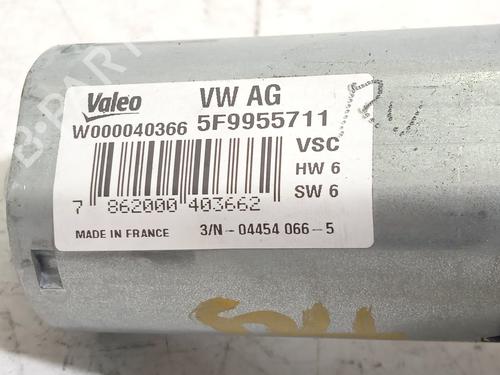 Valeo VW AG
W000040366 5F9955711
VSC
HW 6
SW 6
7 862000 403662
MADE IN FRANCE 3/N - 04454 066 - 5
B-PARTS